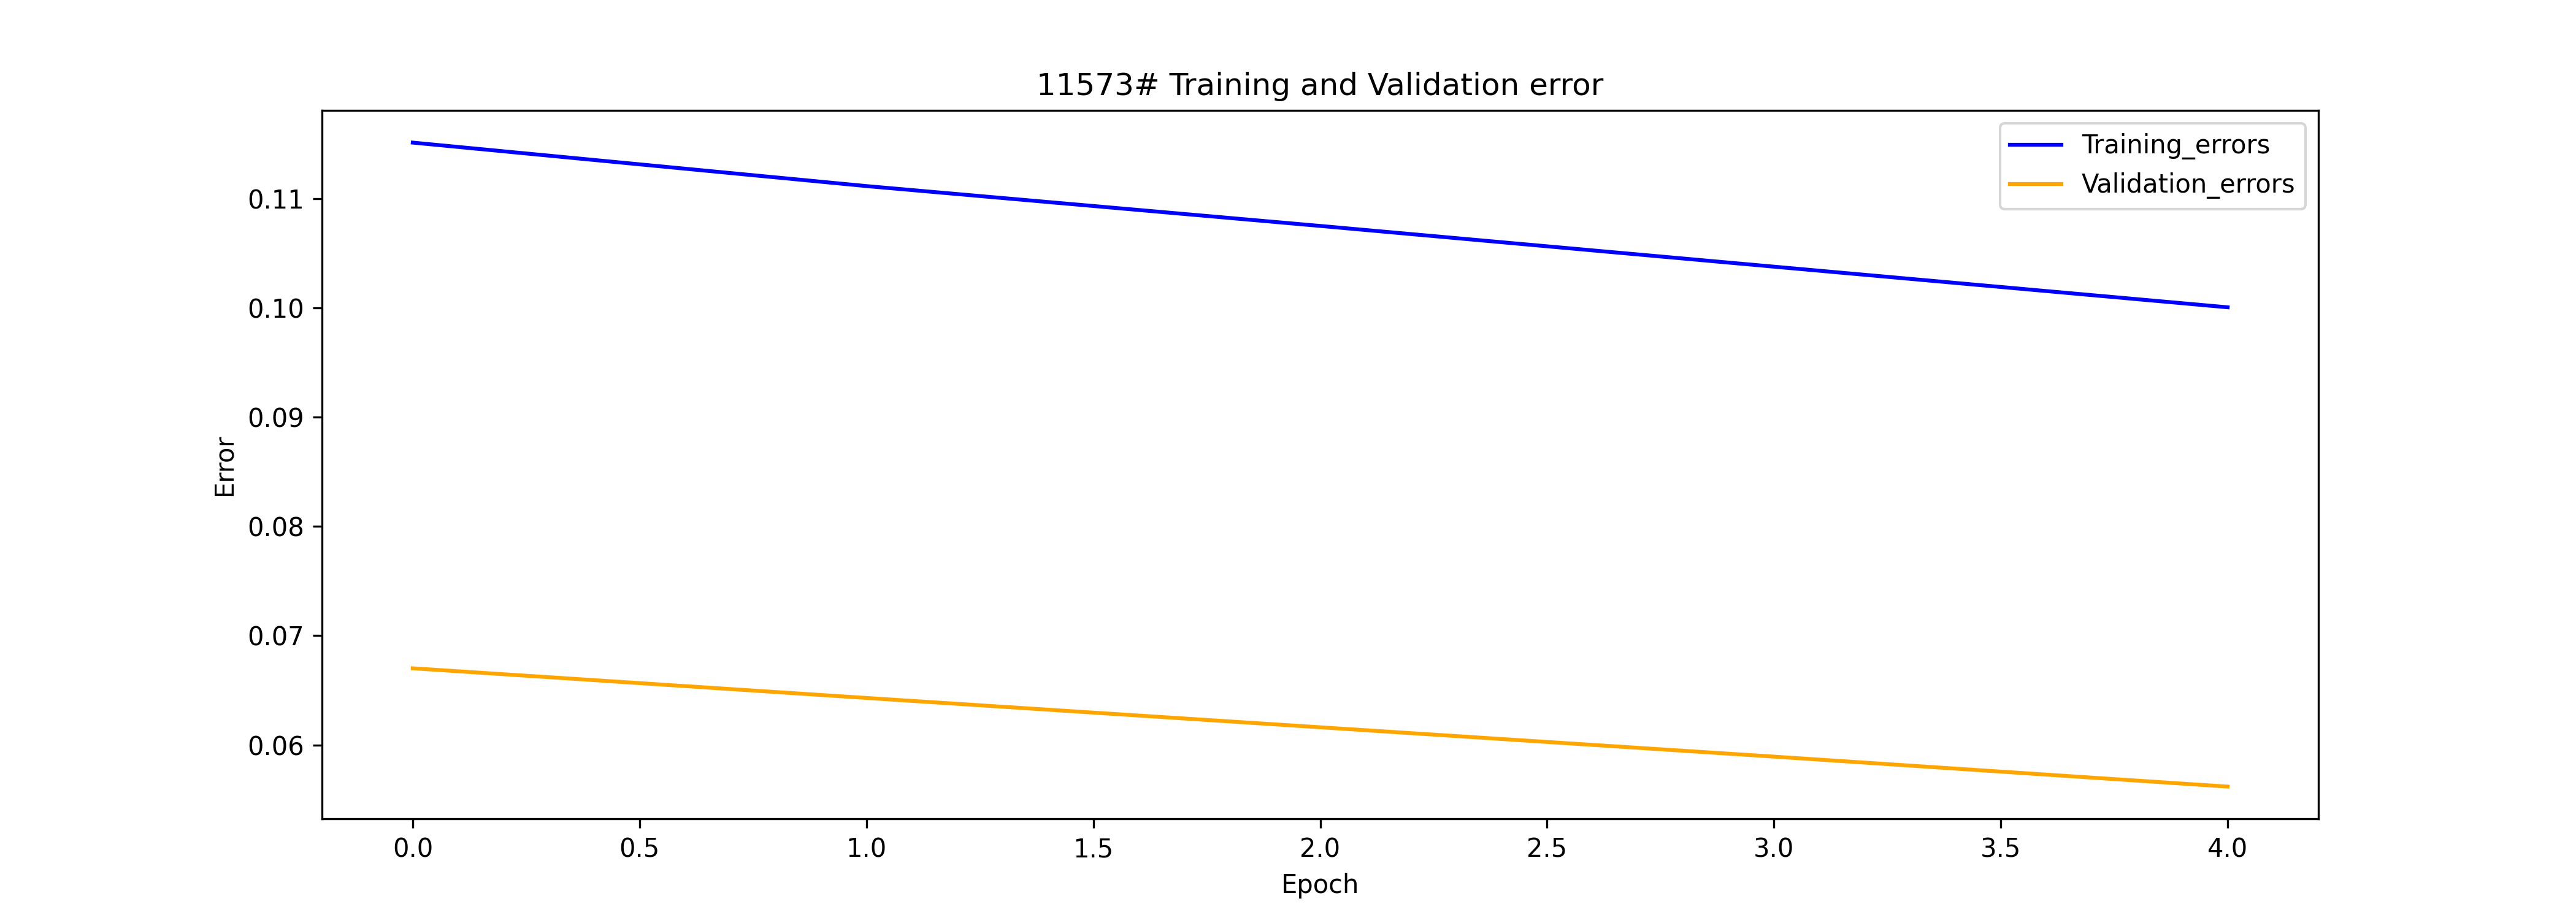 11573# Training and Validation error
Training_errors
Validation_errors
0.11
0.10
0.09
0.08
0.07
0.06
Error
0.0 0.5 1.0 1.5 2.0 2.5 3.0 3.5 4.0
Epoch